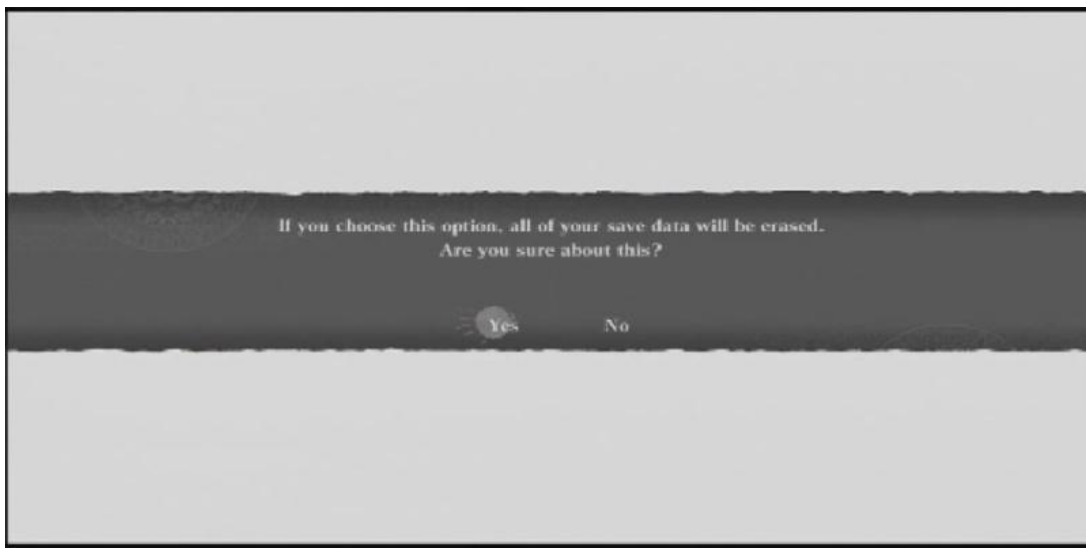 If you choose this option, all of your save data will be erased.
Are you sure about this?
Yes No